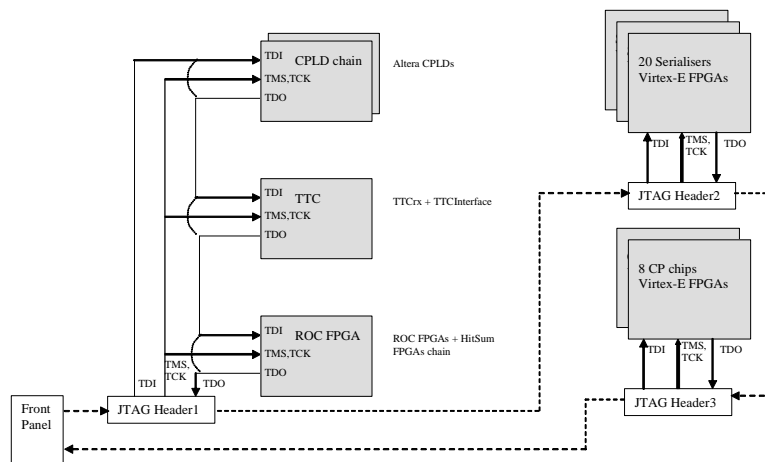 TDI
CPLD chain
TMS,TCK
TDO
Altera CPLDs
TDI
TTC
TMS,TCK
TDO
TTCrx + TTCInterface
TDI
ROC FPGA
TMS,TCK
TDO
ROC FPGAs + HitSum
FPGAs chain
TDI
TMS,
TCK
TDO
Front
Panel
JTAG Header1
20 Serialisers
Virtex-E FPGAs
TDI
TMS,
TCK
TDO
JTAG Header2
8 CP chips
Virtex-E FPGAs
TDI
TMS,
TCK
TDO
JTAG Header3